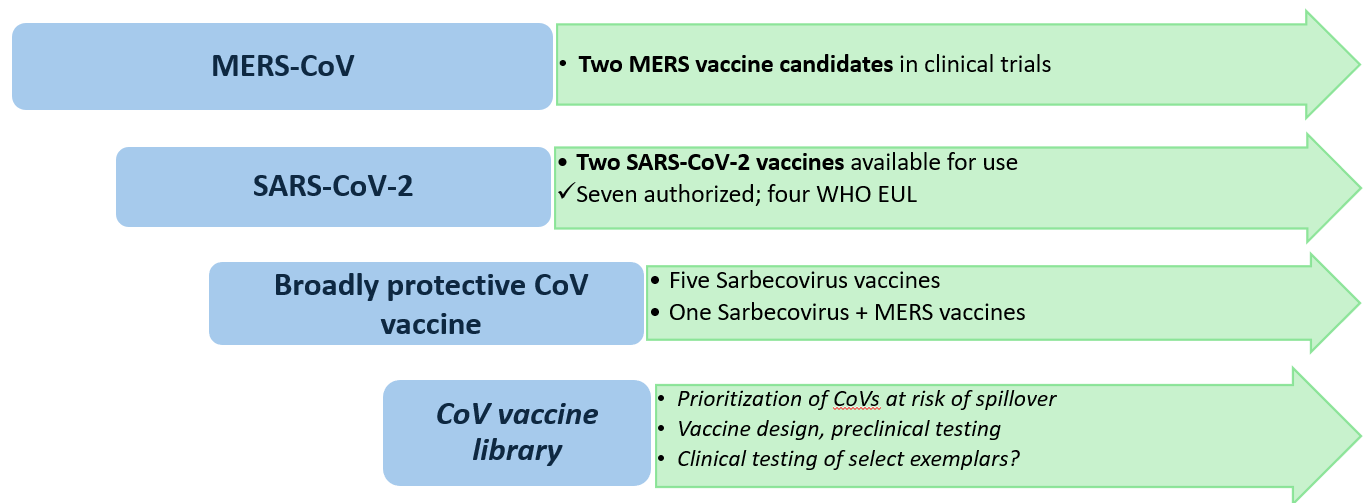 MERS-CoV
• Two MERS vaccine candidates in clinical trials
SARS-CoV-2
• Two SARS-CoV-2 vaccines available for use
✓Seven authorized; four WHO EUL
Broadly protective CoV
vaccine
• Five Sarbecovirus vaccines
• One Sarbecovirus + MERS vaccines
CoV vaccine
library
• Prioritization of CoVs at risk of spillover
• Vaccine design, preclinical testing
• Clinical testing of select exemplars?